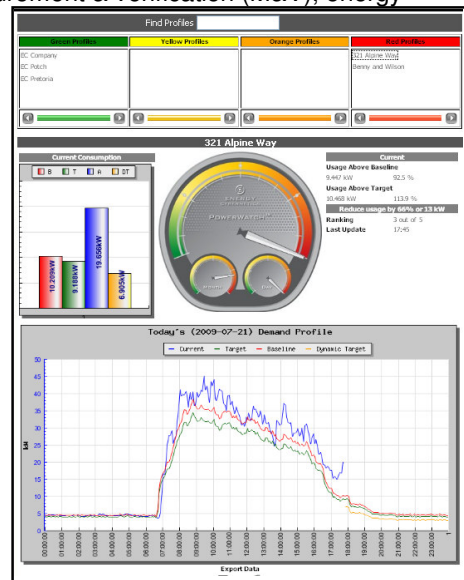 urement & verification (M&V), energy
Find Profiles
Green Profiles Yellow Profiles Orange Profiles Red Profiles
EC Company 321 Alpine Way
EC Potch Benny and Wilson
EC Pretoria
321 Alpine Way
Current Consumption
B T A DT
10.209kW 9.188kW 19.656kW 6.905kW
ENERGY
POWERWATCH
Current
Usage Above Baseline
9.447 kW 92.5 %
Usage Above Target
10.468 kW 113.9 %
Reduce usage by 66% or 13 kW
Ranking 3 out of 5
Last Update 17:45
Today's (2009-07-21) Demand Profile
Current Target Baseline Dynamic Target
50
45
40
35
30
25
20
15
10
5
0
kW
00:00:00 01:00:00 02:00:00 03:00:00 04:00:00 05:00:00 06:00:00 07:00:00 08:00:00 09:00:00 10:00:00 11:00:00 12:00:00 13:00:00 14:00:00 15:00:00 16:00:00 17:00:00 18:00:00 19:00:00 20:00:00 21:00:00 22:00:00 23:00:00 1
Export Data